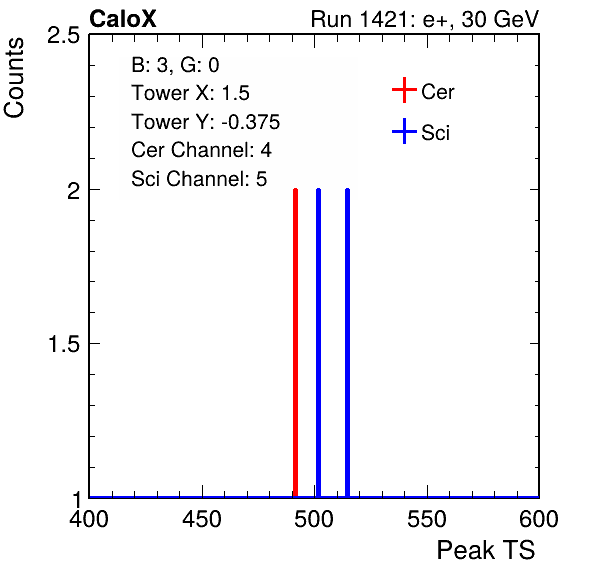 CaloX Run 1421: e+, 30 GeV
Counts
2.5
B: 3, G: 0
Tower X: 1.5
Tower Y: -0.375
Cer Channel: 4
Sci Channel: 5
Cer
Sci
2
1.5
1
400 450 500 550 600
Peak TS